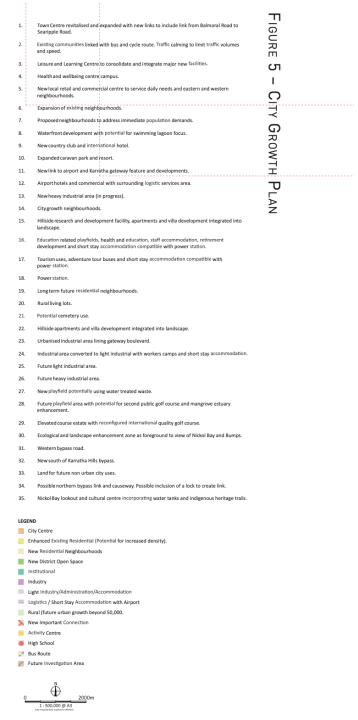 FIGURE 5 – CITY GROWTH PLAN
1. Town Centre revitalised and expanded with new links to include link from Balmoral Road to
Searipple Road.
2. Existing communities linked with bus and cycle route. Traffic calming to limit traffic volumes
and speed.
3. Leisure and Learning Centre to consolidate and integrate major new facilities.
4. Health and wellbeing centre campus.
5. New local retail and commercial centre to service daily needs and eastern and western
neighbourhoods.
6. Expansion of existing neighbourhoods.
7. Proposed neighbourhoods to address immediate population demands.
8. Waterfront development with potential for swimming lagoon focus.
9. New country club and international hotel.
10. Expanded caravan park and resort.
11. New link to airport and Karratha gateway feature and developments.
12. Airport hotels and commercial with surrounding logistic services area.
13. New heavy industrial area (in progress).
14. City growth neighbourhoods.
15. Hillside research and development facility, apartments and villa development integrated into
landscape.
16. Education related playfields, health and education, staff accommodation, retirement
development and short stay accommodation compatible with power station.
17. Tourism uses, adventure tour buses and short stay accommodation compatible with
power station.
18. Power station.
19. Long term future residential neighbourhoods.
20. Rural living lots.
21. Potential cemetery use.
22. Hillside apartments and villa development integrated into landscape.
23. Urbanised industrial area lining gateway boulevard.
24. Industrial area converted to light industrial with workers camps and short stay accommodation.
25. Future light industrial area.
26. Future heavy industrial area.
27. New playfield potentially using water treated waste.
28. Future playfield area with potential for second public golf course and mangrove estuary
enhancement.
29. Elevated course estate with reconfigured international quality golf course.
30. Ecological and landscape enhancement zone as foreground to view of Nickol Bay and Bumps.
31. Western bypass road.
32. New south of Karratha Hills bypass.
33. Land for future non urban city uses.
34. Possible northern bypass link and causeway. Possible inclusion of a lock to create link.
35. Nickol Bay lookout and cultural centre incorporating water tanks and indigenous heritage trails.
LEGEND
City Centre
Enhanced Existing Residential (Potential for increased density).
New Residential Neighbourhoods
New District Open Space
Institutional
Industry
Light Industry/Administration/Accommodation
Logistics / Short Stay Accommodation with Airport
Rural (future urban growth beyond 50,000.
New Important Connection
Activity Centre
High School
Bus Route
Future Investigation Area
N
0 2000m